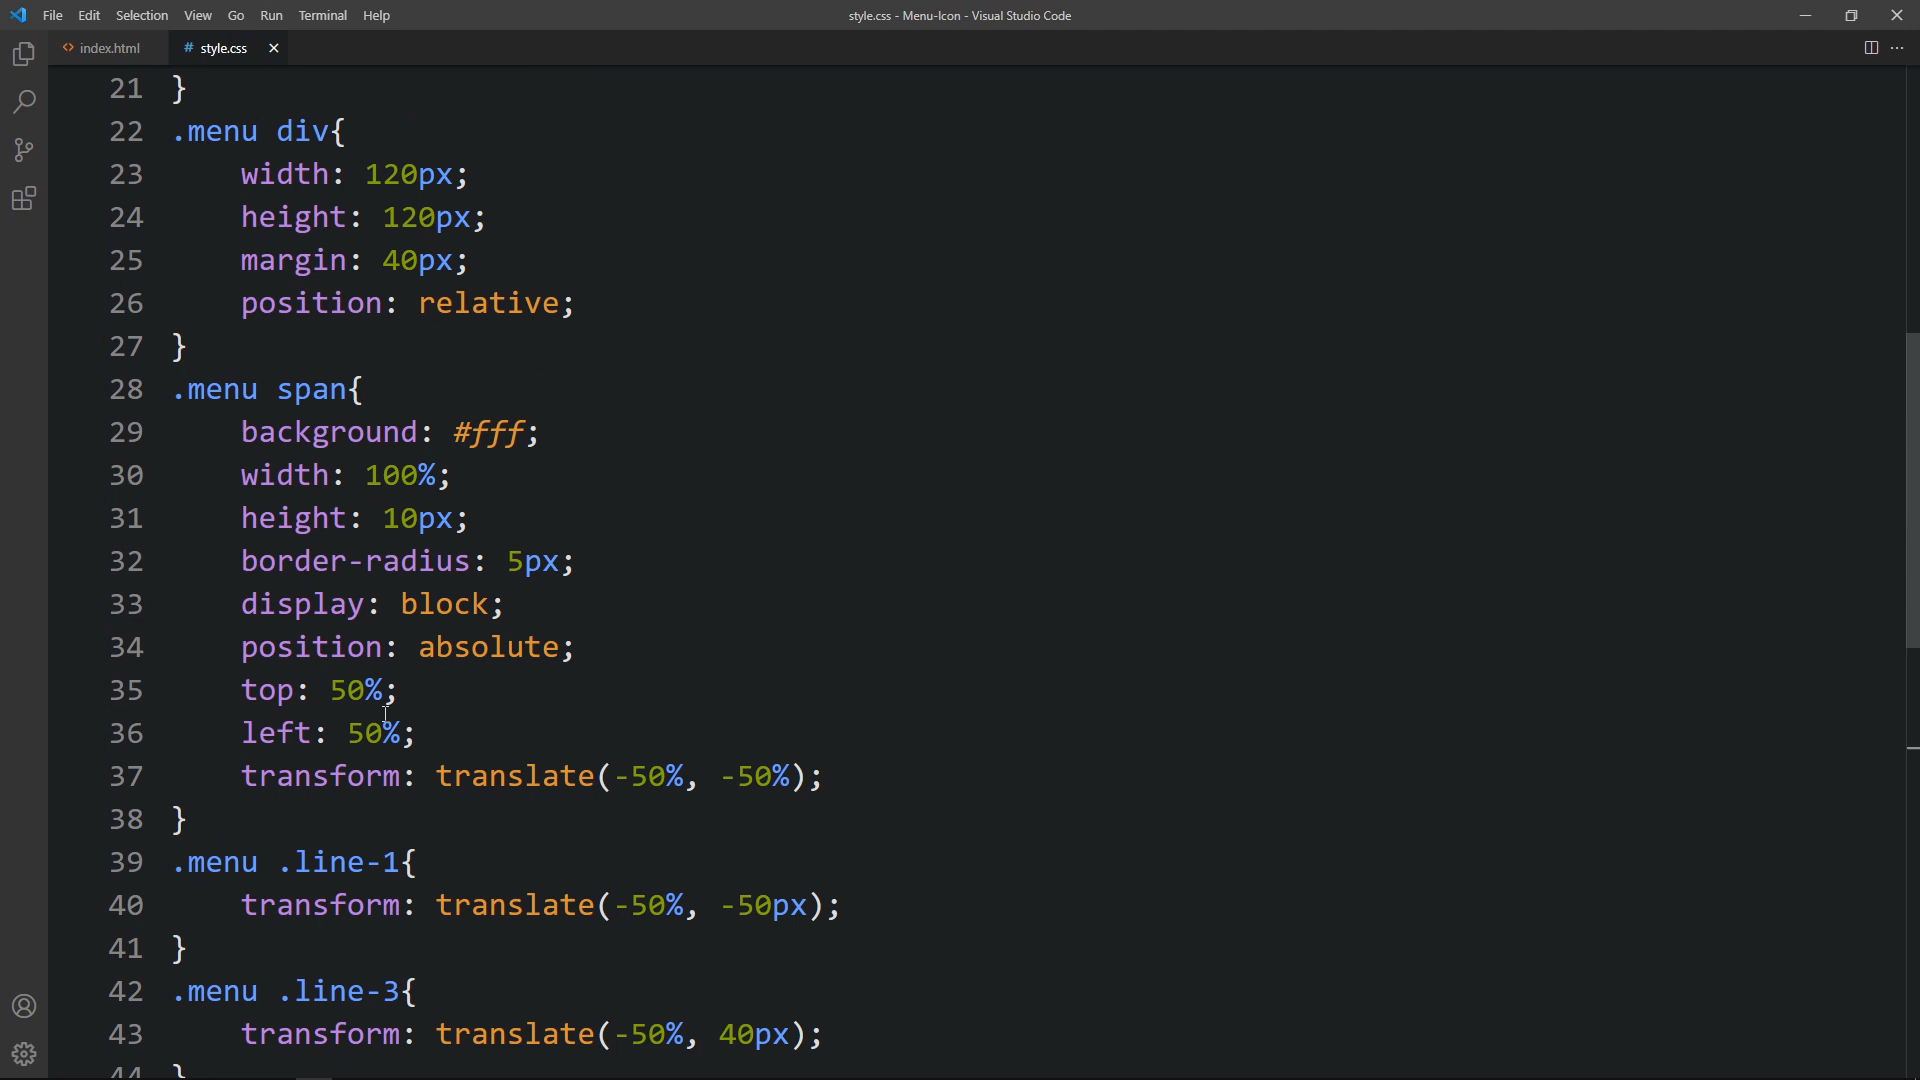 File Edit Selection View Go Run Terminal Help style.css - Menu-Icon - Visual Studio Code
<> index.html # style.css ×
21 }
22 .menu div{
23 width: 120px;
24 height: 120px;
25 margin: 40px;
26 position: relative;
27 }
28 .menu span{
29 background: #fff;
30 width: 100%;
31 height: 10px;
32 border-radius: 5px;
33 display: block;
34 position: absolute;
35 top: 50%;
36 left: 50%;
37 transform: translate(-50%, -50%);
38 }
39 .menu .line-1{
40 transform: translate(-50%, -50px);
41 }
42 .menu .line-3{
43 transform: translate(-50%, 40px);
44 }